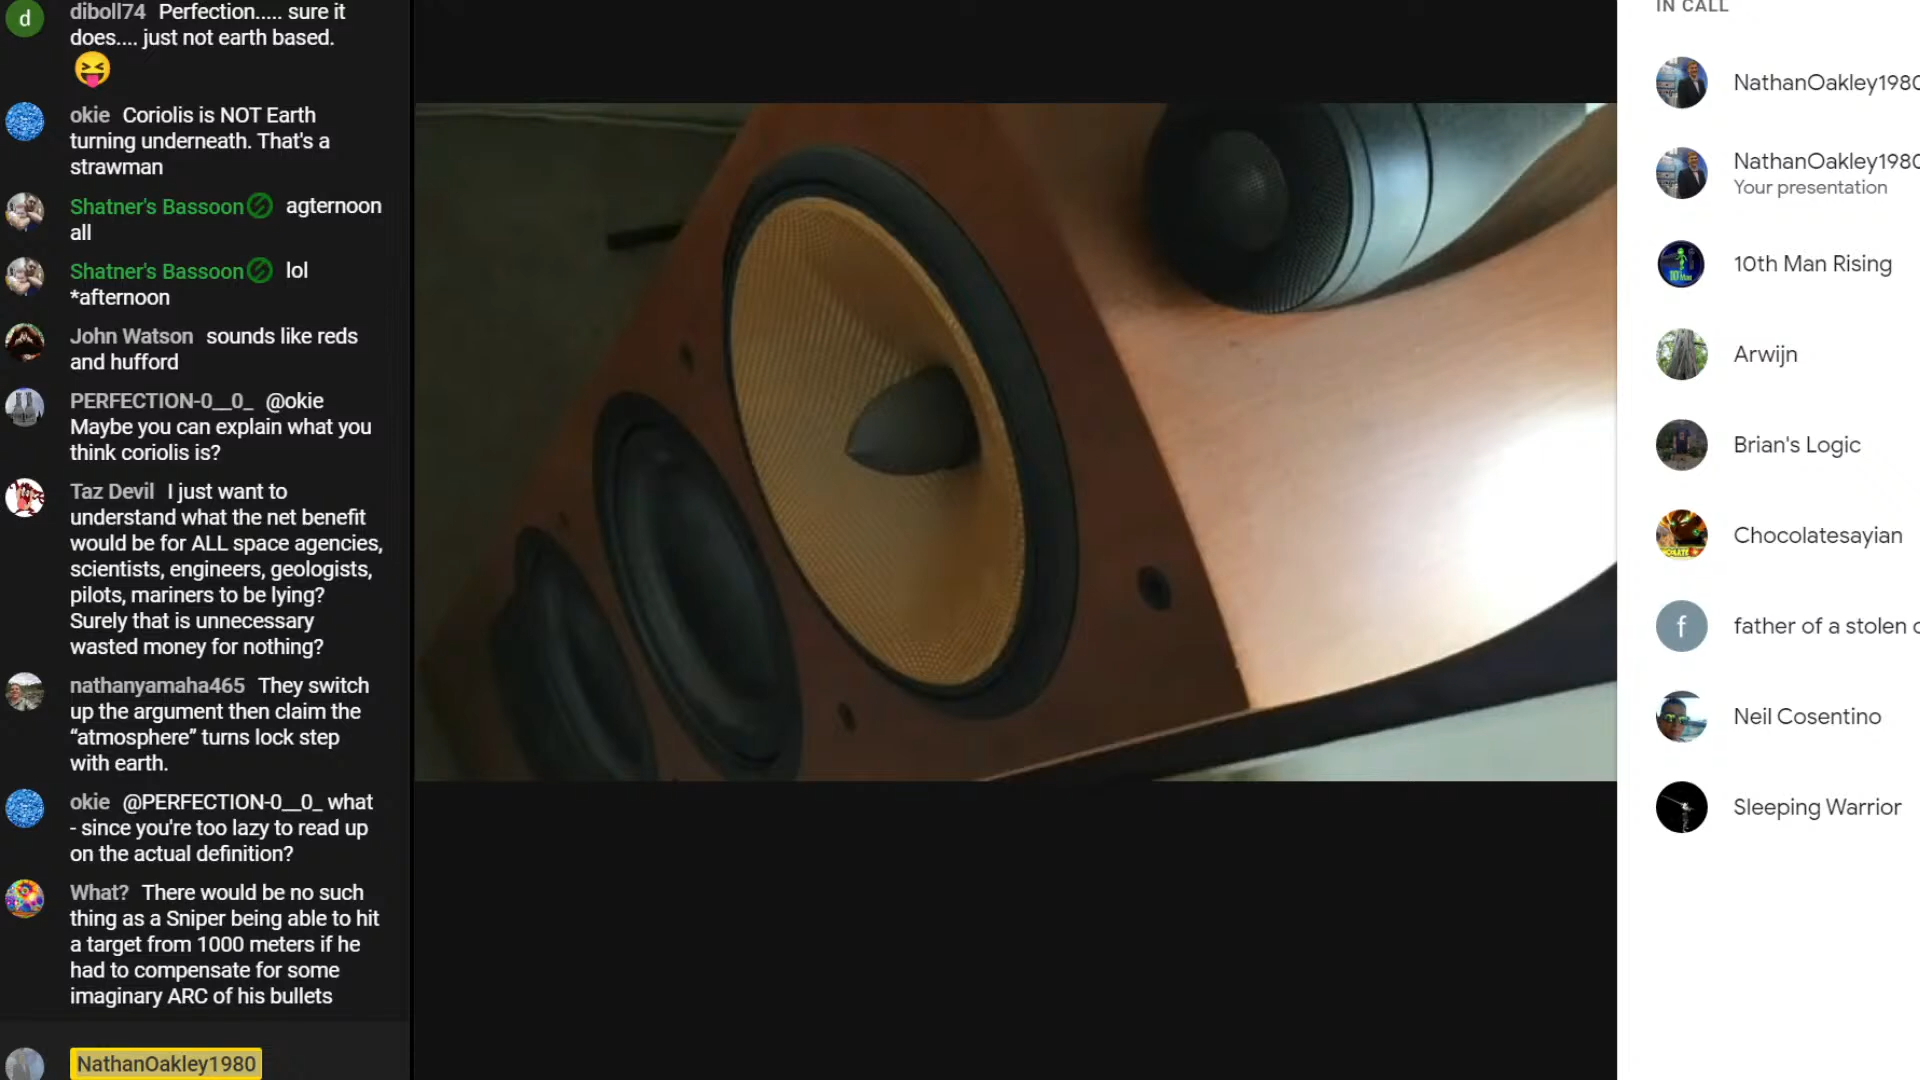 diboll74 Perfection..... sure it
does.... just not earth based.
okie Coriolis is NOT Earth
turning underneath. That's a
strawman
Shatner's Bassoon agternoon
all
Shatner's Bassoon lol
*afternoon
John Watson sounds like reds
and hufford
PERFECTION-0__0_ @okie
Maybe you can explain what you
think coriolis is?
Taz Devil I just want to
understand what the net benefit
would be for ALL space agencies,
scientists, engineers, geologists,
pilots, mariners to be lying?
Surely that is unnecessary
wasted money for nothing?
nathanyamaha465 They switch
up the argument then claim the
“atmosphere” turns lock step
with earth.
okie @PERFECTION-0__0_ what
- since you're too lazy to read up
on the actual definition?
What? There would be no such
thing as a Sniper being able to hit
a target from 1000 meters if he
had to compensate for some
imaginary ARC of his bullets
NathanOakley1980
IN CALL
NathanOakley1980
NathanOakley1980
Your presentation
10th Man Rising
Arwijn
Brian's Logic
Chocolatesayian
f
father of a stolen
Neil Cosentino
Sleeping Warrior
d